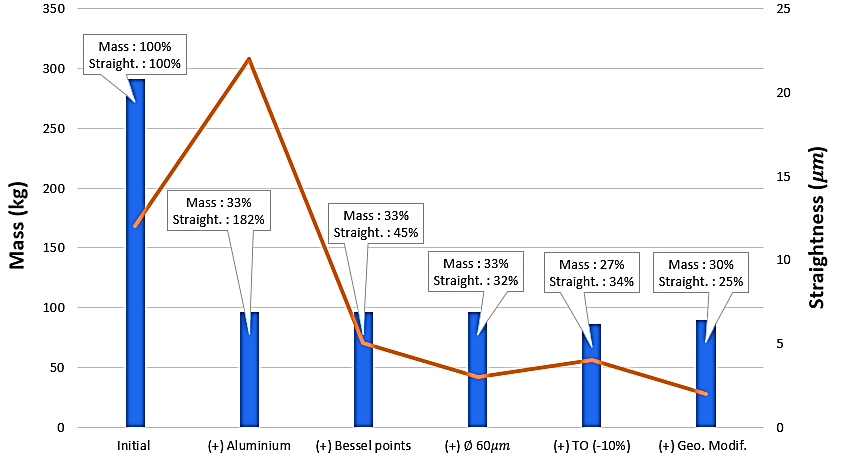 350
300
250
200
150
100
50
0
Mass (kg)
25
20
15
10
5
0
Straightness (μm)
Mass : 100%
Straight. : 100%
Mass : 33%
Straight. : 182%
Mass : 33%
Straight. : 45%
Mass : 33%
Straight. : 32%
Mass : 27%
Straight. : 34%
Mass : 30%
Straight. : 25%
Initial
(+) Aluminium
(+) Bessel points
(+) Ø 60μm
(+) TO (-10%)
(+) Geo. Modif.